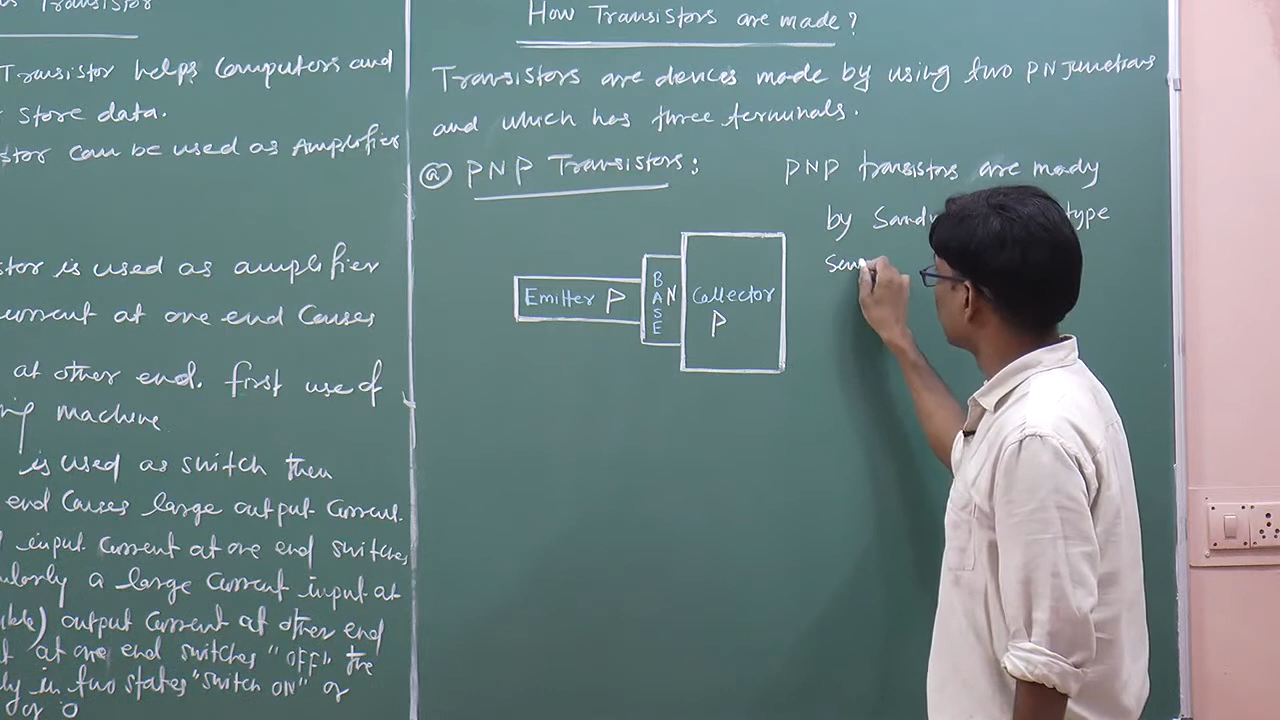 Transistor
Transistor helps Computers and
store data.
can be used as Amplifier
is used as amplifier
current at one end Causes
at other end. first use of
machine.
is used as switch then
end Causes large output Current.
input Current at one end switches
a large Current input at
output Current at other end
at one end switches "OFF" the
in two states "switch ON" or
How Transistors are made?
Transistors are devices made by using two PN Junctions
and which has three terminals.
(a) PNP Transistors:
Emitter P
BASE
N
Collector
P
PNP transistors are mady
by type